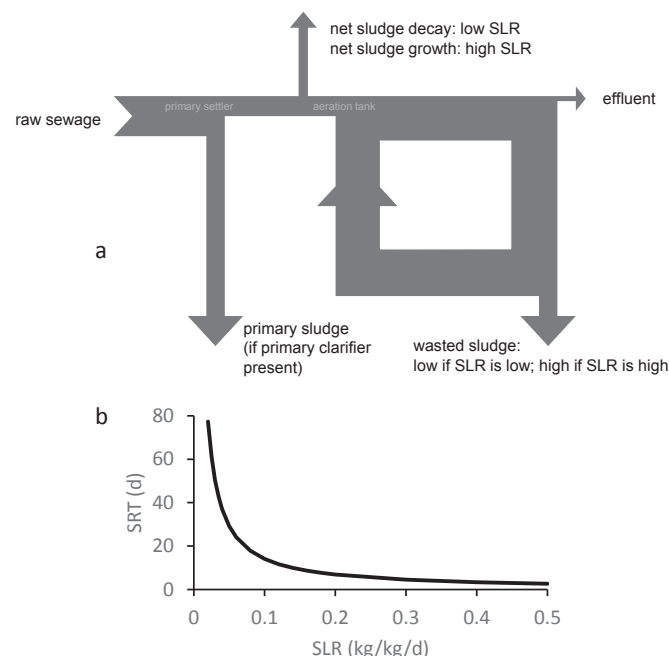 net sludge decay: low SLR
net sludge growth: high SLR
primary settler
aeration tank
effluent
raw sewage
a
primary sludge
(if primary clarifier
present)
wasted sludge:
low if SLR is low; high if SLR is high
b
80
60
40
20
0
SRT (d)
0
0.1
0.2
0.3
0.4
0.5
SLR (kg/kg/d)